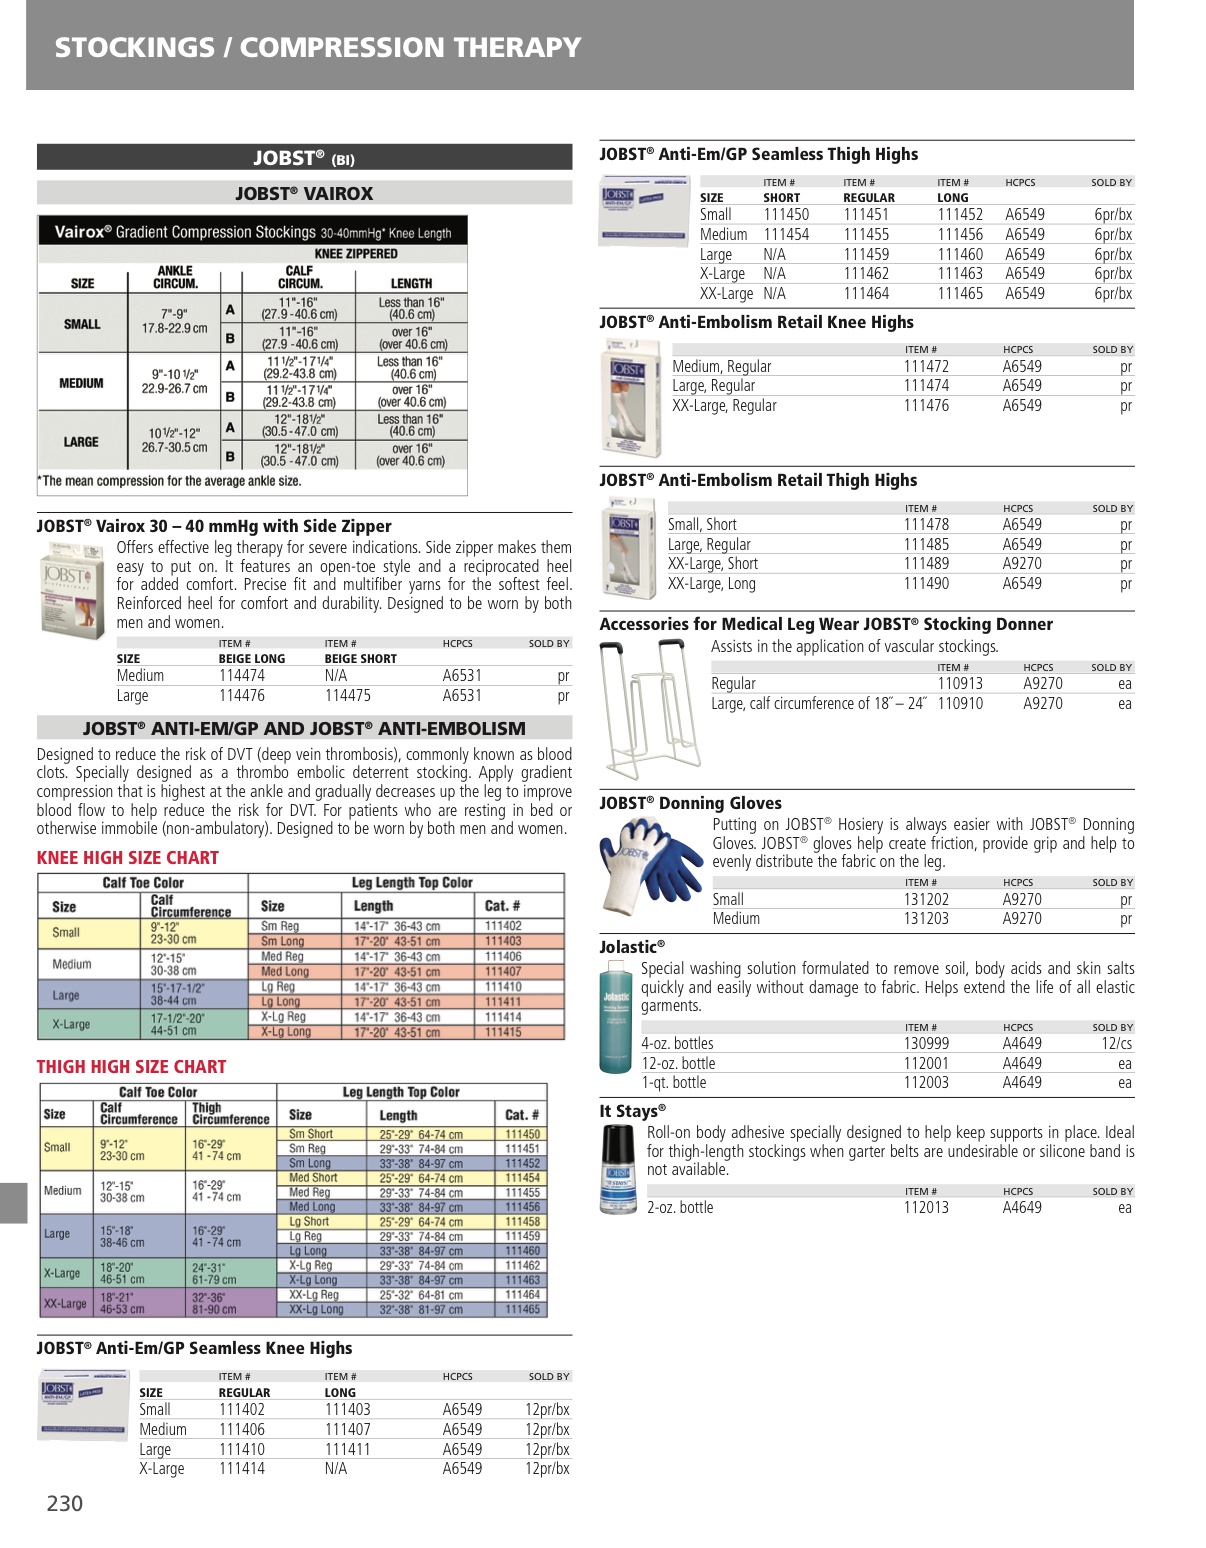 STOCKINGS / COMPRESSION THERAPY
JOBST® (BI)
JOBST® VAIROX
Vairox® Gradient Compression Stockings 30-40mmHg* Knee Length
KNEE ZIPPERED
SIZE ANKLE CIRCUM. CALF CIRCUM. LENGTH
SMALL 7"-9" 17.8-22.9 cm A 11"-16" (27.9 -40.6 cm) Less than 16" (40.6 cm)
B 11"-16" (27.9 -40.6 cm) over 16" (over 40.6 cm)
MEDIUM 9"-10 1/2" 22.9-26.7 cm A 11 1/2"-17 1/4" (29.2-43.8 cm) Less than 16" (40.6 cm)
B 11 1/2"-17 1/4" (29.2-43.8 cm) over 16" (over 40.6 cm)
LARGE 10 1/2"-12" 26.7-30.5 cm A 12"-18 1/2" (30.5 -47.0 cm) Less than 16" (40.6 cm)
B 12"-18 1/2" (30.5 -47.0 cm) over 16" (over 40.6 cm)
*The mean compression for the average ankle size.
JOBST® Vairox 30 – 40 mmHg with Side Zipper
Offers effective leg therapy for severe indications. Side zipper makes them
easy to put on. It features an open-toe style and a reciprocated heel
for added comfort. Precise fit and multifiber yarns for the softest feel.
Reinforced heel for comfort and durability. Designed to be worn by both
men and women.
ITEM # ITEM # HCPCS SOLD BY
SIZE BEIGE LONG BEIGE SHORT
Medium 114474 N/A A6531 pr
Large 114476 114475 A6531 pr
JOBST® ANTI-EM/GP AND JOBST® ANTI-EMBOLISM
Designed to reduce the risk of DVT (deep vein thrombosis), commonly known as blood
clots. Specially designed as a thrombo embolic deterrent stocking. Apply gradient
compression that is highest at the ankle and gradually decreases up the leg to improve
blood flow to help reduce the risk for DVT. For patients who are resting in bed or
otherwise immobile (non-ambulatory). Designed to be worn by both men and women.
KNEE HIGH SIZE CHART
Calf Toe Color Leg Length Top Color
Size Calf Circumference Size Length Cat. #
Small 9"-12" 23-30 cm Sm Reg 14"-17" 36-43 cm 111402
Sm Long 17"-20" 43-51 cm 111403
Medium 12"-15" 30-38 cm Med Reg 14"-17" 36-43 cm 111406
Med Long 17"-20" 43-51 cm 111407
Large 15"-17-1/2" 38-44 cm Lg Reg 14"-17" 36-43 cm 111410
Lg Long 17"-20" 43-51 cm 111411
X-Large 17-1/2"-20" 44-51 cm X-Lg Reg 14"-17" 36-43 cm 111414
X-Lg Long 17"-20" 43-51 cm 111415
THIGH HIGH SIZE CHART
Calf Toe Color Leg Length Top Color
Size Calf Circumference Thigh Circumference Size Length Cat. #
Small 9"-12" 23-30 cm 16"-29" 41 - 74 cm Sm Short 25"-29" 64-74 cm 111450
Sm Reg 29"-33" 74-84 cm 111451
Sm Long 33"-38" 84-97 cm 111452
Medium 12"-15" 30-38 cm 16"-29" 41 - 74 cm Med Short 25"-29" 64-74 cm 111454
Med Reg 29"-33" 74-84 cm 111455
Med Long 33"-38" 84-97 cm 111456
Large 15"-18" 38-46 cm 16"-29" 41 - 74 cm Lg Short 25"-29" 64-74 cm 111458
Lg Reg 29"-33" 74-84 cm 111459
Lg Long 33"-38" 84-97 cm 111460
X-Large 18"-20" 46-51 cm 24"-31" 61-79 cm X-Lg Reg 29"-33" 74-84 cm 111462
X-Lg Long 33"-38" 84-97 cm 111463
XX-Large 18"-21" 46-53 cm 32"-36" 81-90 cm XX-Lg Reg 25"-32" 64-81 cm 111464
XX-Lg Long 32"-38" 81-97 cm 111465
JOBST® Anti-Em/GP Seamless Knee Highs
ITEM # ITEM # HCPCS SOLD BY
SIZE REGULAR LONG
Small 111402 111403 A6549 12pr/bx
Medium 111406 111407 A6549 12pr/bx
Large 111410 111411 A6549 12pr/bx
X-Large 111414 N/A A6549 12pr/bx
230
JOBST® Anti-Em/GP Seamless Thigh Highs
ITEM # ITEM # ITEM # HCPCS SOLD BY
SIZE SHORT REGULAR LONG
Small 111450 111451 111452 A6549 6pr/bx
Medium 111454 111455 111456 A6549 6pr/bx
Large N/A 111459 111460 A6549 6pr/bx
X-Large N/A 111462 111463 A6549 6pr/bx
XX-Large N/A 111464 111465 A6549 6pr/bx
JOBST® Anti-Embolism Retail Knee Highs
ITEM # HCPCS SOLD BY
Medium, Regular 111472 A6549 pr
Large, Regular 111474 A6549 pr
XX-Large, Regular 111476 A6549 pr
JOBST® Anti-Embolism Retail Thigh Highs
ITEM # HCPCS SOLD BY
Small, Short 111478 A6549 pr
Large, Regular 111485 A6549 pr
XX-Large, Short 111489 A9270 pr
XX-Large, Long 111490 A6549 pr
Accessories for Medical Leg Wear JOBST® Stocking Donner
Assists in the application of vascular stockings.
ITEM # HCPCS SOLD BY
Regular 110913 A9270 ea
Large, calf circumference of 18˝ – 24˝ 110910 A9270 ea
JOBST® Donning Gloves
Putting on JOBST® Hosiery is always easier with JOBST® Donning
Gloves. JOBST® gloves help create friction, provide grip and help to
evenly distribute the fabric on the leg.
ITEM # HCPCS SOLD BY
Small 131202 A9270 pr
Medium 131203 A9270 pr
Jolastic®
Special washing solution formulated to remove soil, body acids and skin salts
quickly and easily without damage to fabric. Helps extend the life of all elastic
garments.
ITEM # HCPCS SOLD BY
4-oz. bottles 130999 A4649 12/cs
12-oz. bottle 112001 A4649 ea
1-qt. bottle 112003 A4649 ea
It Stays®
Roll-on body adhesive specially designed to help keep supports in place. Ideal
for thigh-length stockings when garter belts are undesirable or silicone band is
not available.
ITEM # HCPCS SOLD BY
2-oz. bottle 112013 A4649 ea